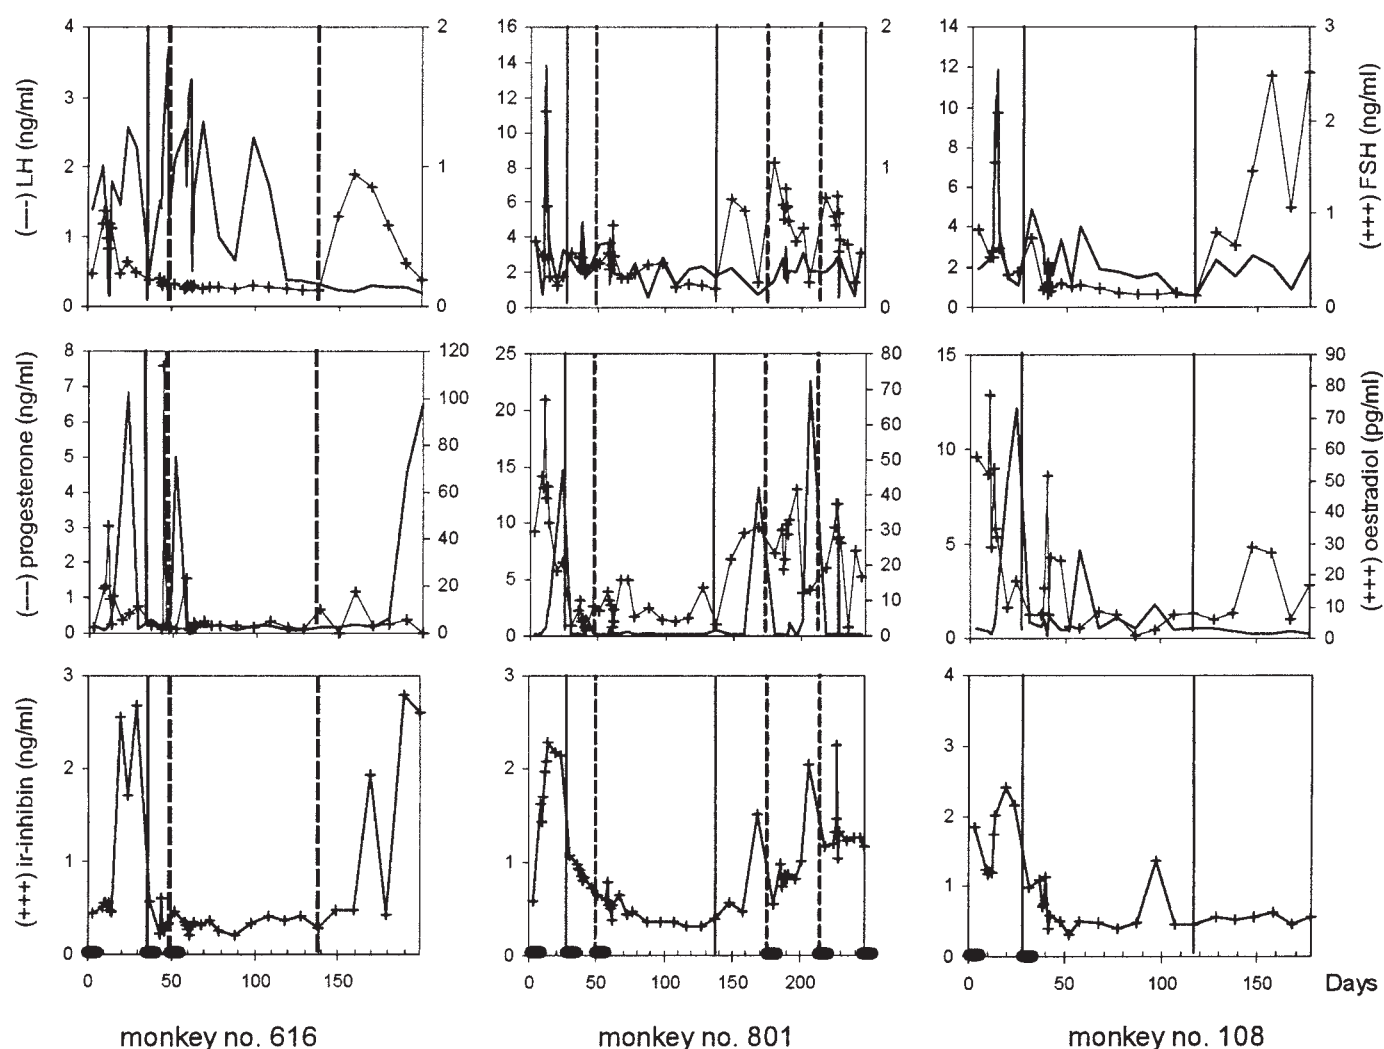 4 2 16 2 14 3
14 12
3 12 10 2
10 8
2 1 8 1 6
6 4 1
1 4 2
2
0 0 0 0 0 0
(—) LH (ng/ml)
(+++) FSH (ng/ml)
8 120 25 80 15 90
7 100 20 70 80
6 60 70
5 80 15 50 10 60
4 60 40 50
3 40 10 30 40
2 20 5 20 5 30
1 10 20
10
0 0 0 0 0 0
(—) progesterone (ng/ml)
(+++) oestradiol (pg/ml)
3 3 4
2 2 3
2
1 1 1
0 0 0
(+++) ir-inhibin (ng/ml)
0 50 100 150 0 50 100 150 200 0 50 100 150 Days
monkey no. 616 monkey no. 801 monkey no. 108